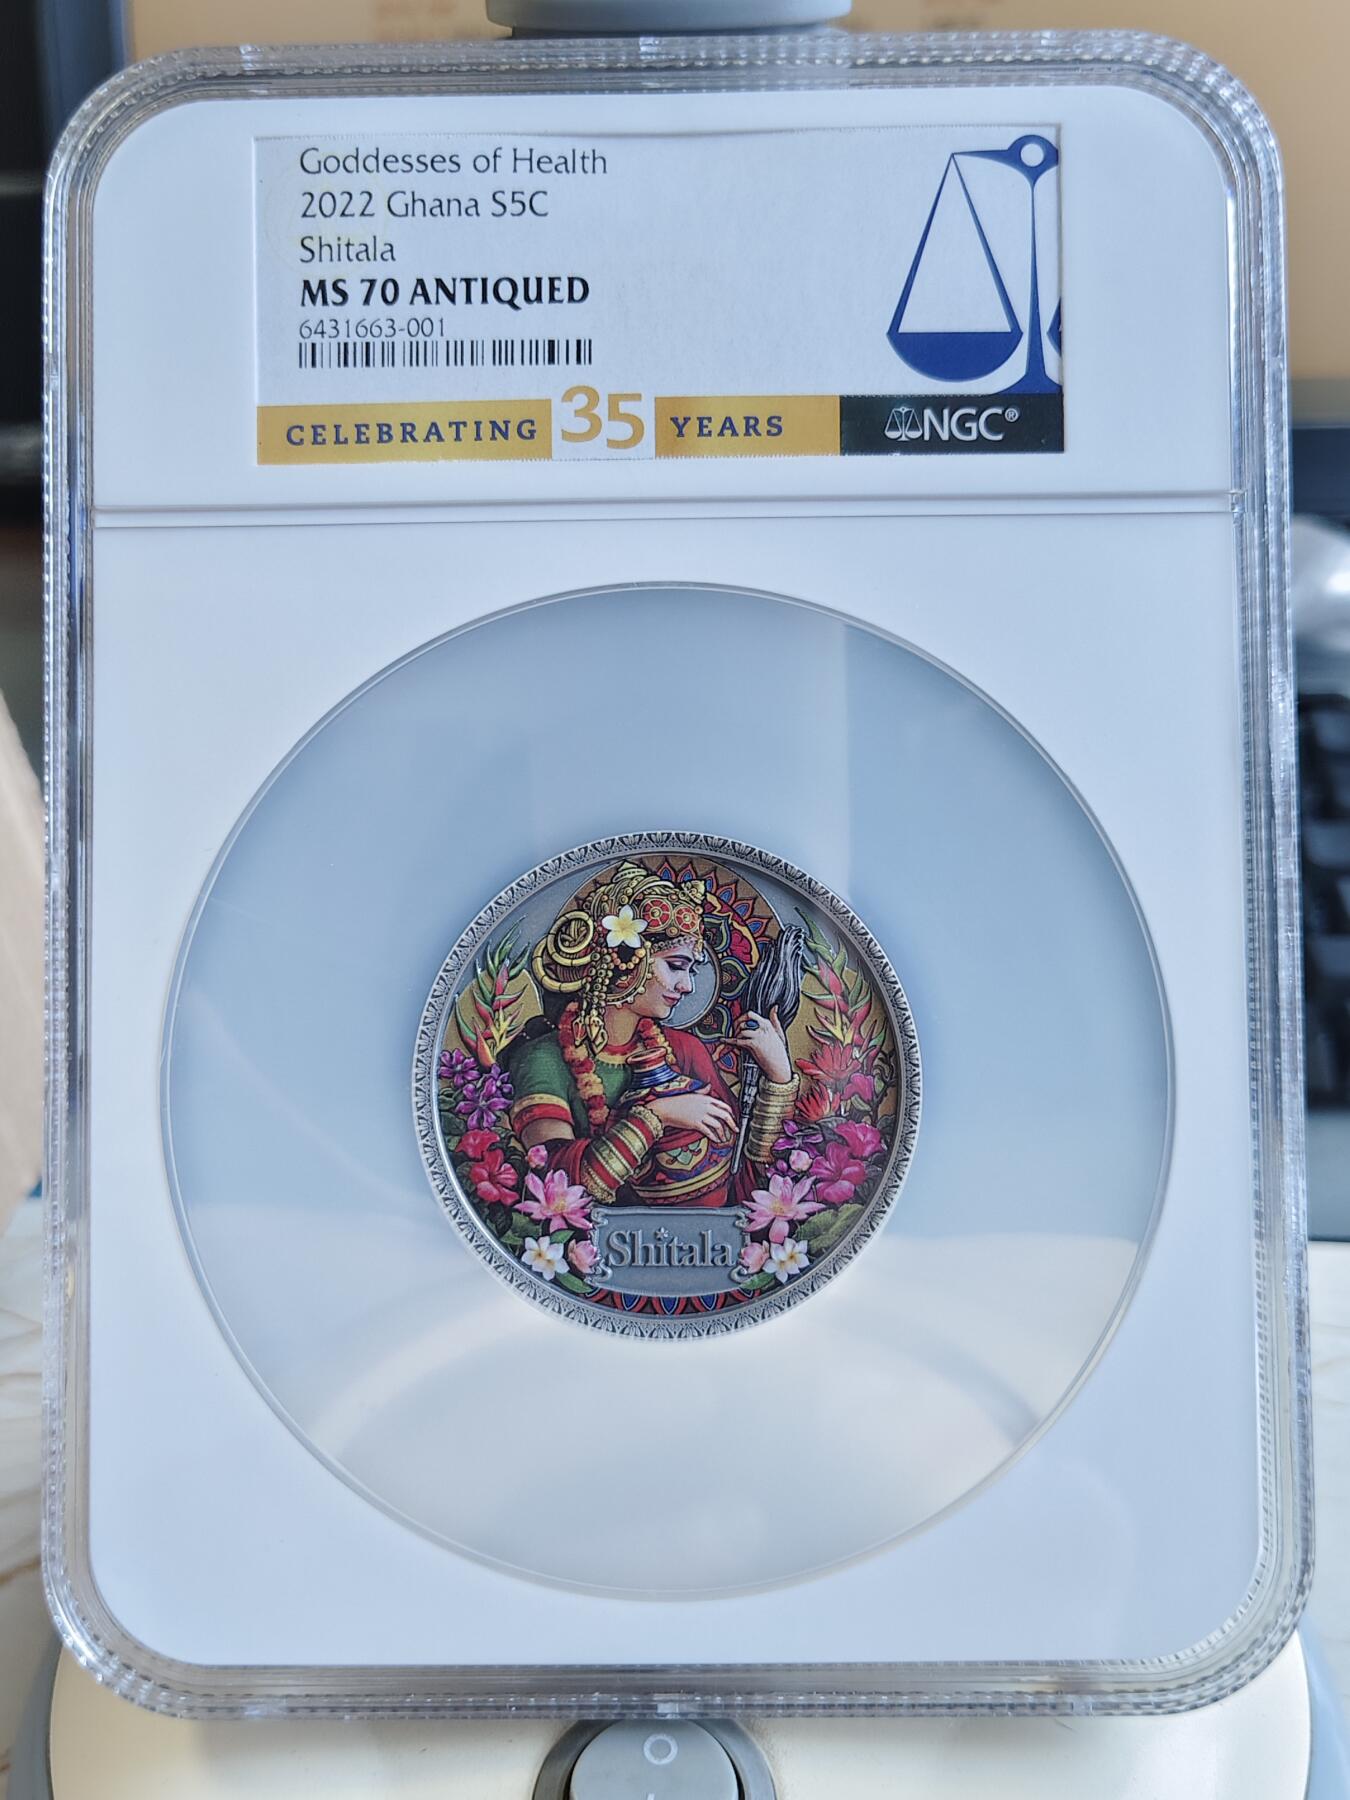 Goddesses of Health
2022 Ghana S5C
Shitala
MS 70 ANTIQUED
6431663-001
CELEBRATING 35 YEARS
NGC®
Shitala